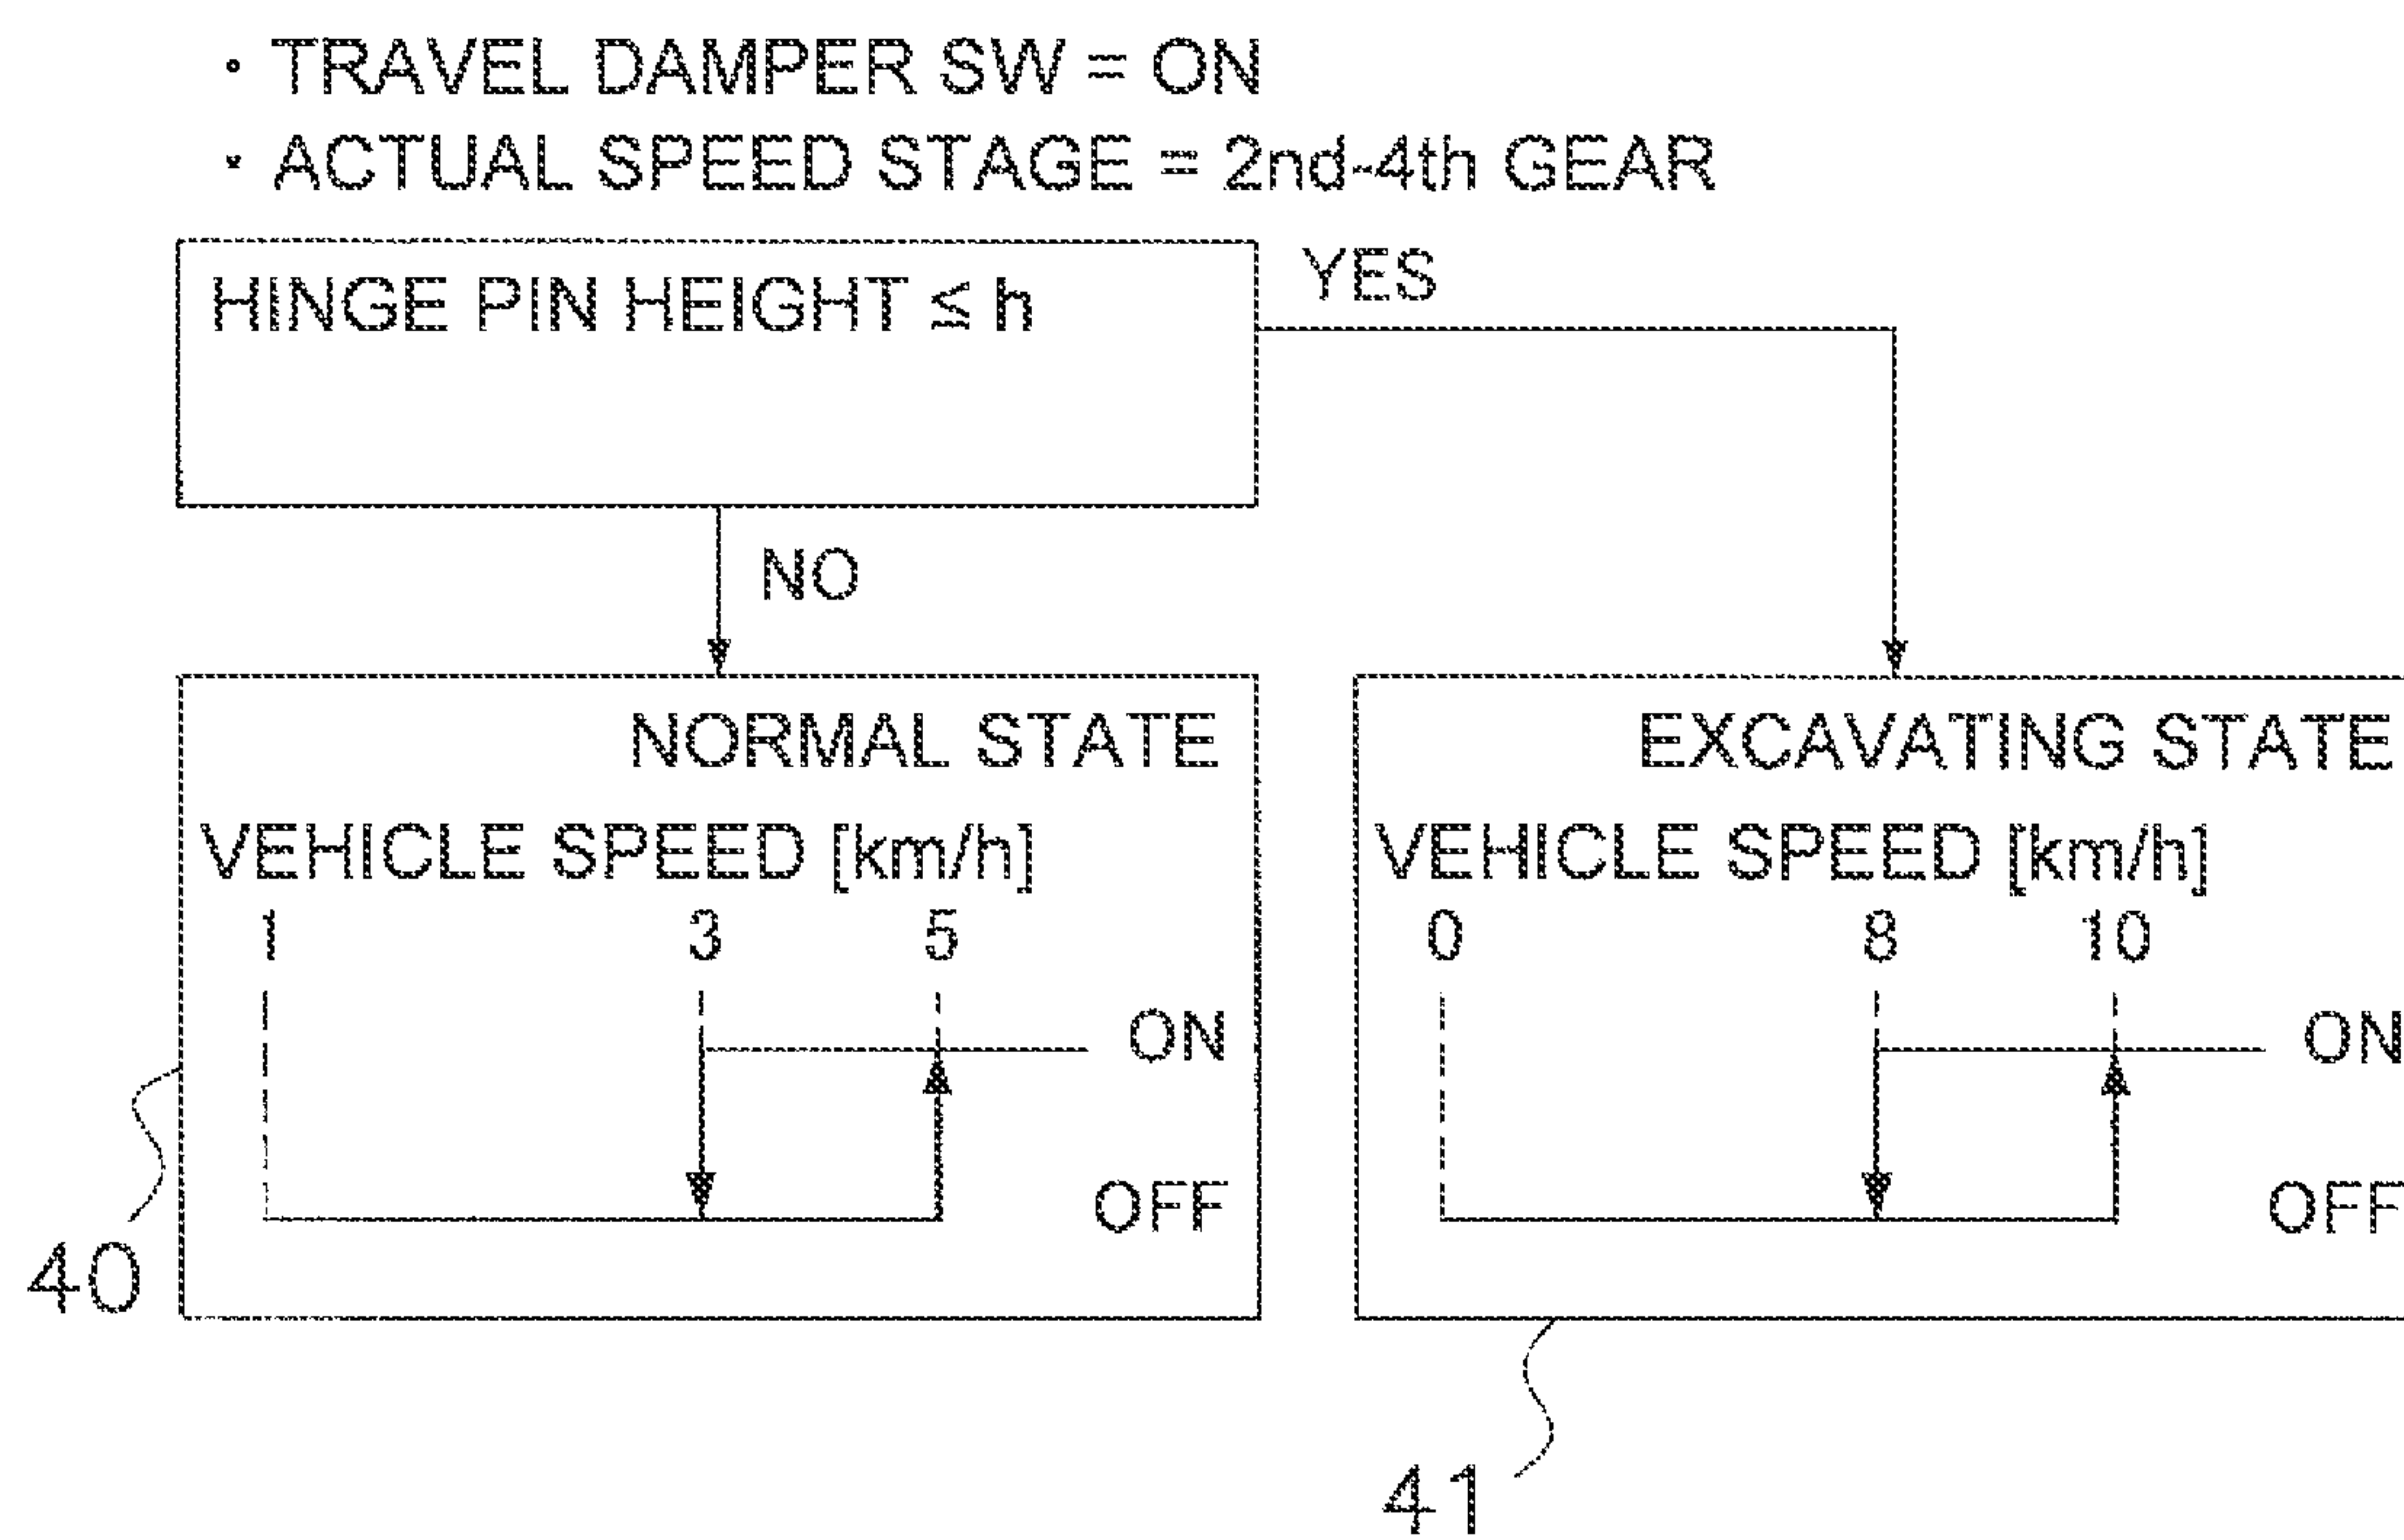 · TRAVEL DAMPER SW = ON
· ACTUAL SPEED STAGE = 2nd-4th GEAR
HINGE PIN HEIGHT ≤ h
YES
NO
NORMAL STATE
VEHICLE SPEED [km/h]
1 3 5
ON
OFF
40
EXCAVATING STATE
VEHICLE SPEED [km/h]
0 8 10
ON
OFF
41